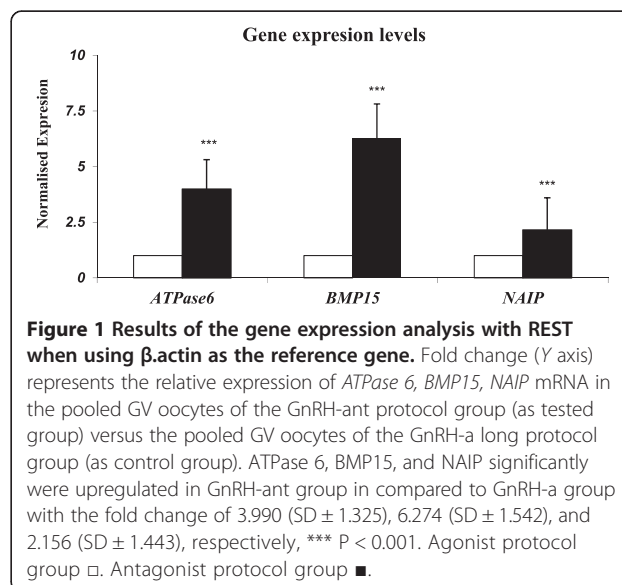 Gene expresion levels
Normalised Expresion
10
7.5
5
2.5
0
***
***
***
ATPase6 BMP15 NAIP
Figure 1 Results of the gene expression analysis with REST
when using β.actin as the reference gene. Fold change (Y axis)
represents the relative expression of ATPase 6, BMP15, NAIP mRNA in
the pooled GV oocytes of the GnRH-ant protocol group (as tested
group) versus the pooled GV oocytes of the GnRH-a long protocol
group (as control group). ATPase 6, BMP15, and NAIP significantly
were upregulated in GnRH-ant group in compared to GnRH-a group
with the fold change of 3.990 (SD ± 1.325), 6.274 (SD ± 1.542), and
2.156 (SD ± 1.443), respectively, *** P < 0.001. Agonist protocol
group □. Antagonist protocol group ■.